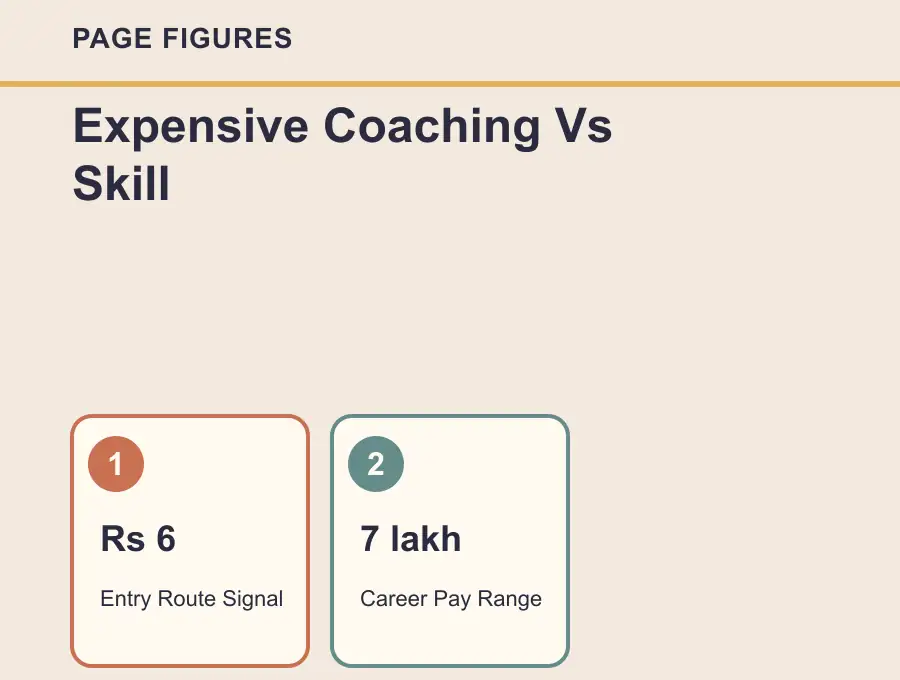 PAGE FIGURES
Expensive Coaching Vs
Skill
1
Rs 6
Entry Route Signal
2
7 lakh
Career Pay Range